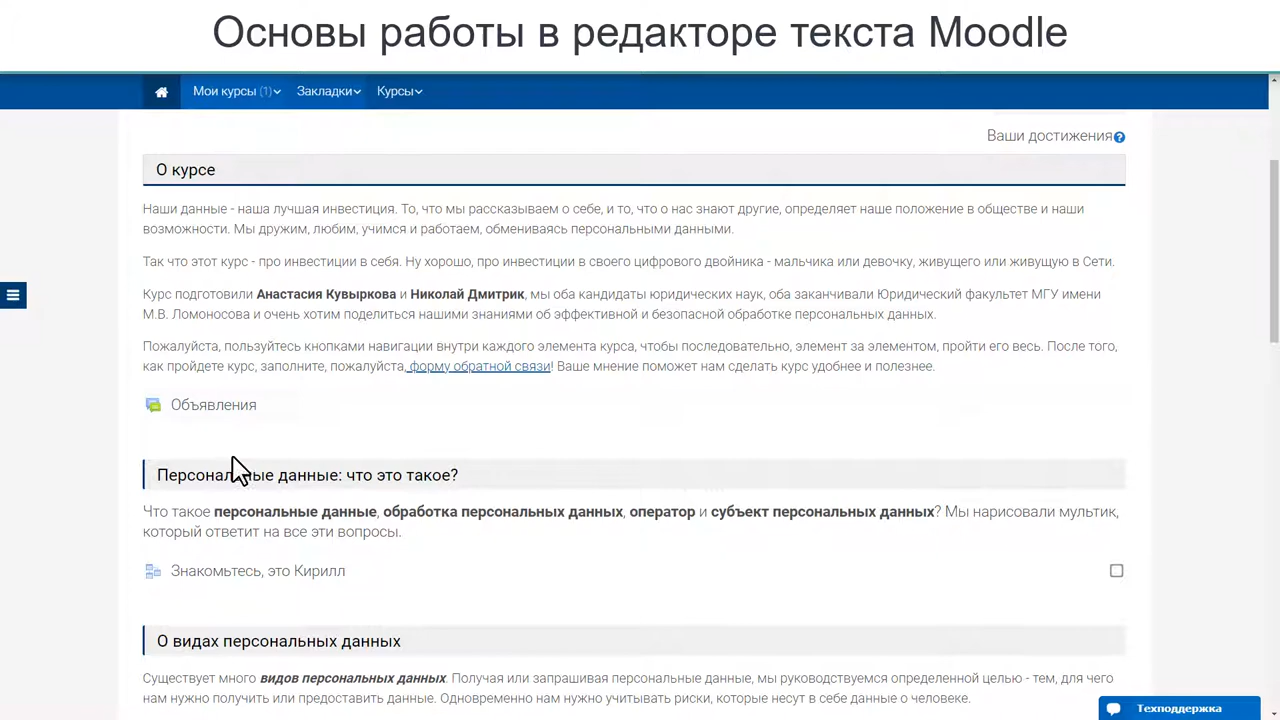 Основы работы в редакторе текста Moodle
Мои курсы (1) Закладки Курсы
Ваши достижения
О курсе
Наши данные - наша лучшая инвестиция. То, что мы рассказываем о себе, и то, что о нас знают другие, определяет наше положение в обществе и наши
возможности. Мы дружим, любим, учимся и работаем, обмениваясь персональными данными.
Так что этот курс - про инвестиции в себя. Ну хорошо, про инвестиции в своего цифрового двойника - мальчика или девочку, живущего или живущую в Сети.
Курс подготовили Анастасия Кувыркова и Николай Дмитрик, мы оба кандидаты юридических наук, оба заканчивали Юридический факультет МГУ имени
М.В. Ломоносова и очень хотим поделиться нашими знаниями об эффективной и безопасной обработке персональных данных.
Пожалуйста, пользуйтесь кнопками навигации внутри каждого элемента курса, чтобы последовательно, элемент за элементом, пройти его весь. После того,
как пройдете курс, заполните, пожалуйста, форму обратной связи! Ваше мнение поможет нам сделать курс удобнее и полезнее.
Объявления
Персональные данные: что это такое?
Что такое персональные данные, обработка персональных данных, оператор и субъект персональных данных? Мы нарисовали мультик,
который ответит на все эти вопросы.
Знакомьтесь, это Кирилл
О видах персональных данных
Существует много видов персональных данных. Получая или запрашивая персональные данные, мы руководствуемся определенной целью - тем, для чего
нам нужно получить или предоставить данные. Одновременно нам нужно учитывать риски, которые несут в себе данные о человеке.
Техподдержка